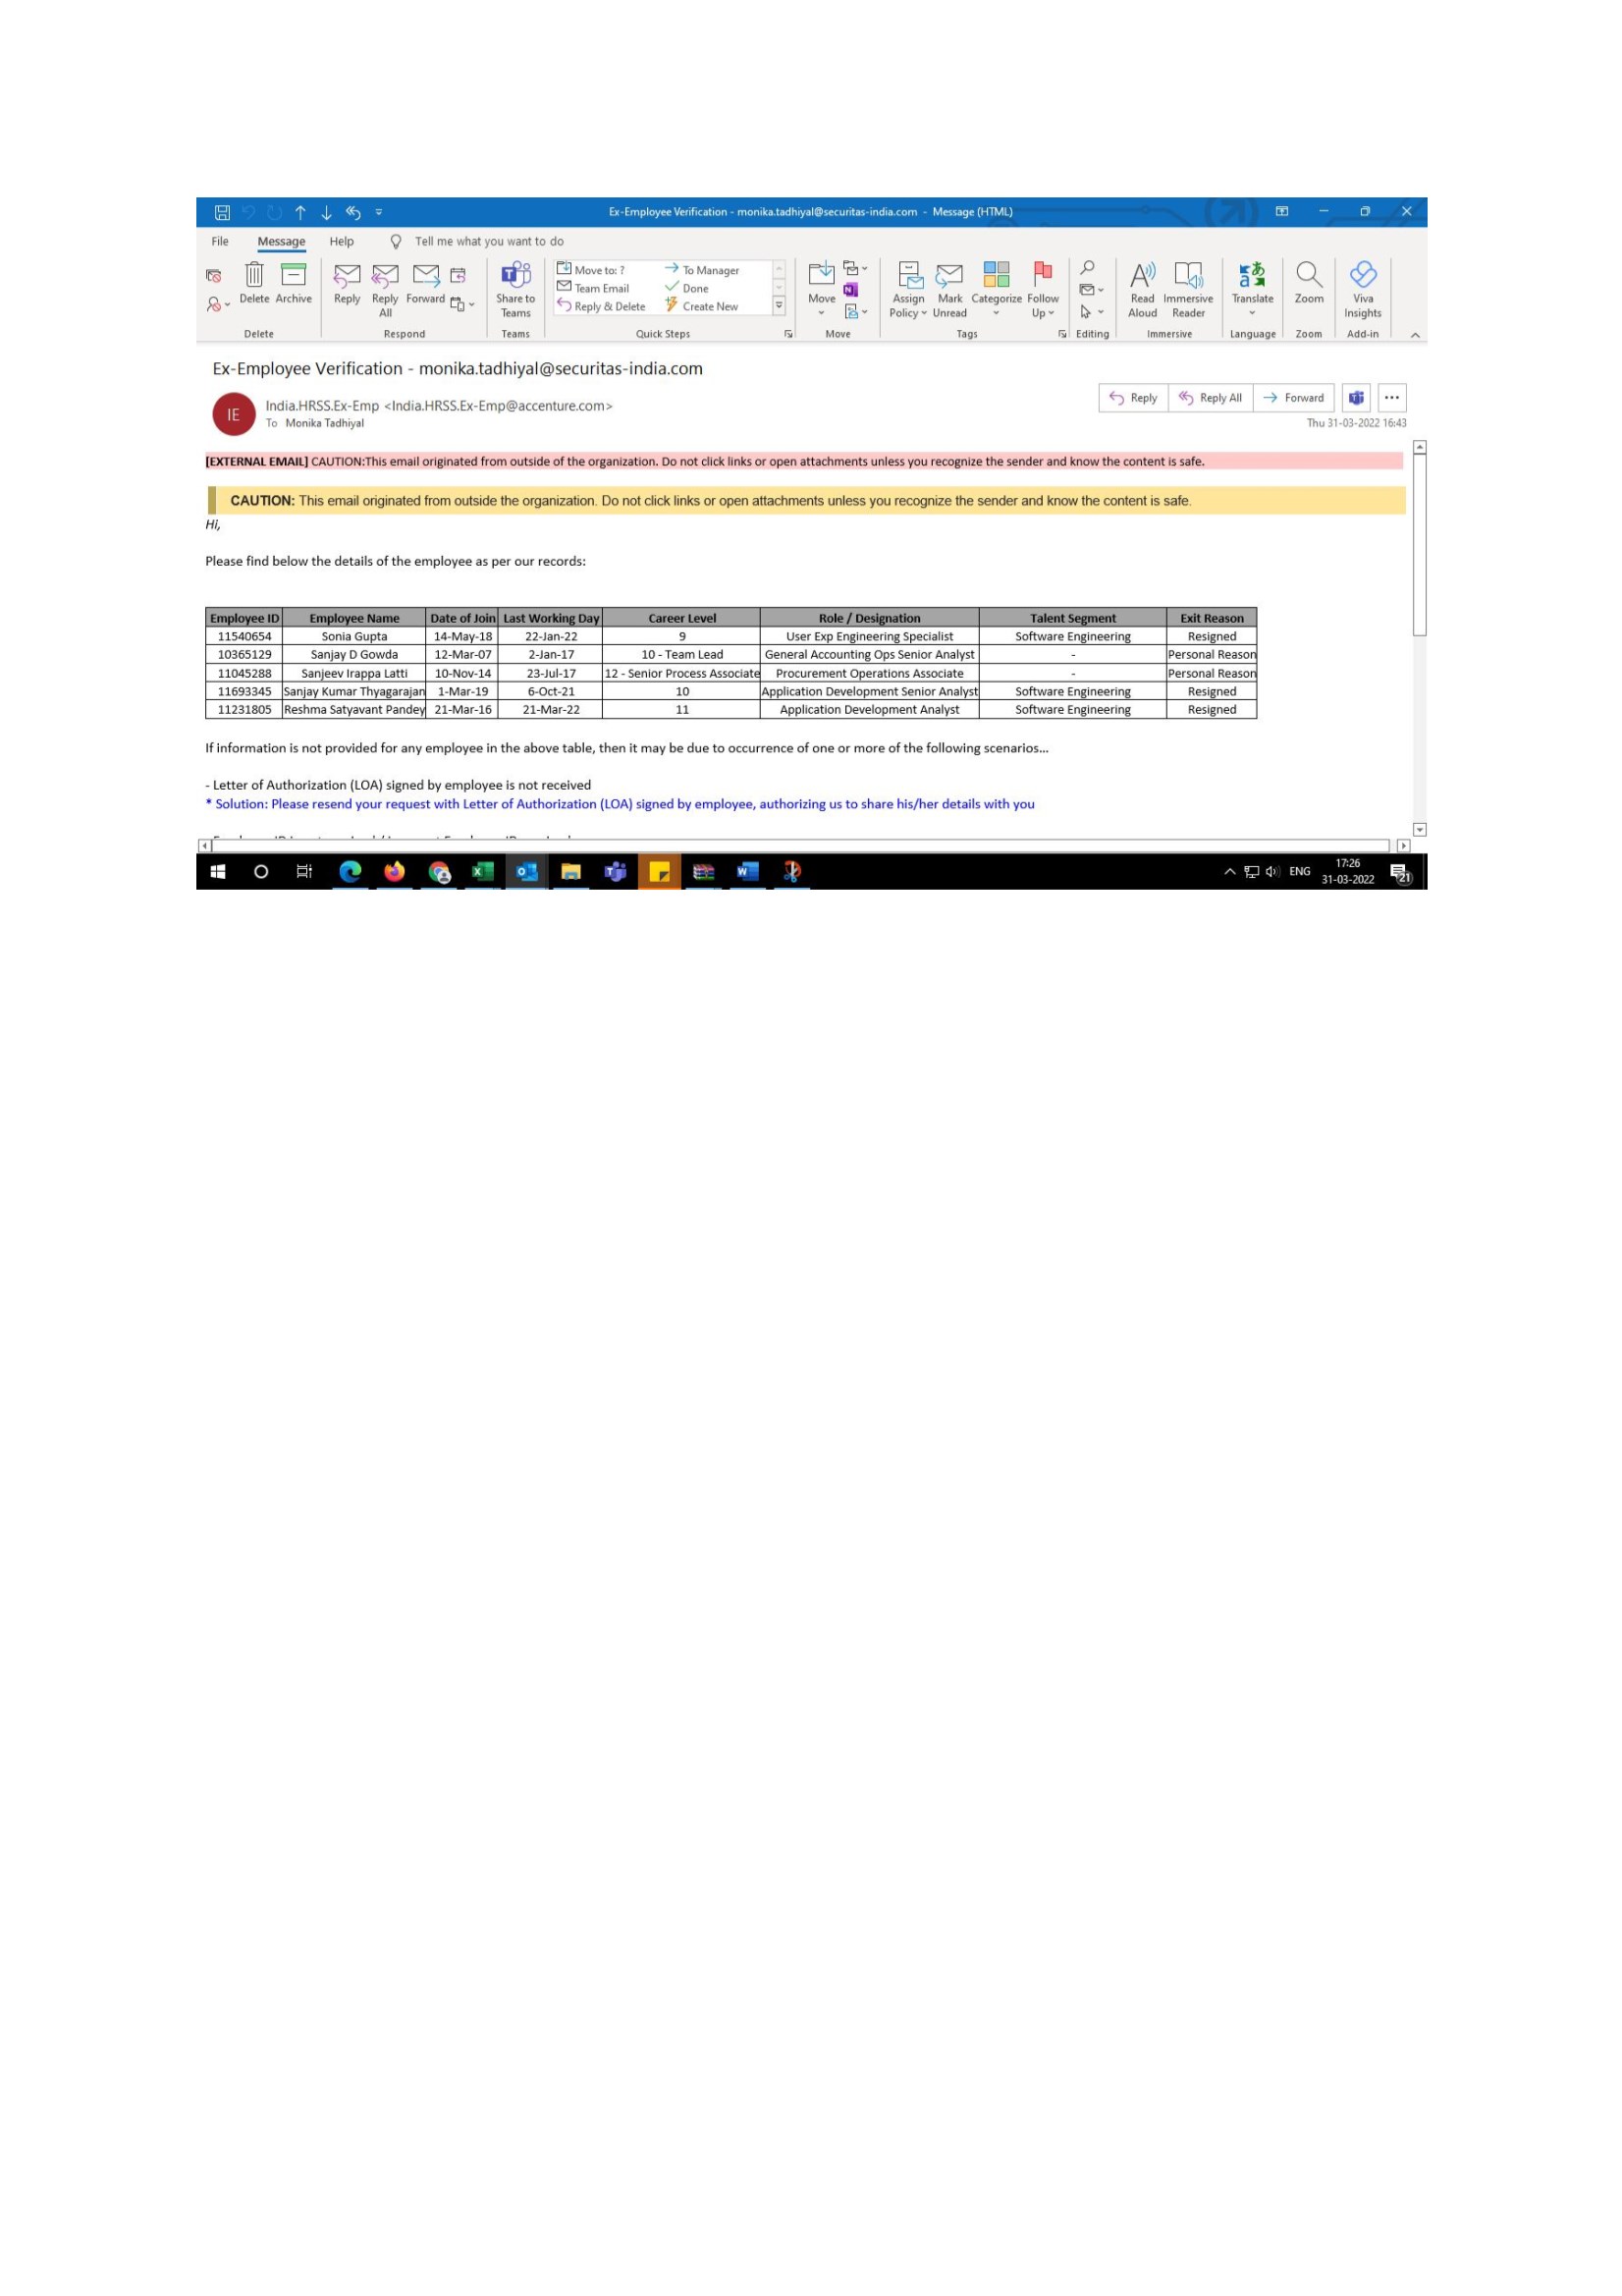 Ex-Employee Verification - monika.tadhiyal@securitas-india.com - Message (HTML)
File Message Help Tell me what you want to do
Move to: ? To Manager
Team Email Done
Reply & Delete Create New
Delete Archive Reply Reply All Forward Share to Teams Move Assign Policy Mark Unread Categorize Follow Up Read Aloud Immersive Reader Translate Zoom Viva Insights
Delete Respond Teams Quick Steps Move Tags Editing Immersive Language Zoom Add-in
Ex-Employee Verification - monika.tadhiyal@securitas-india.com
IE
India.HRSS.Ex-Emp <India.HRSS.Ex-Emp@accenture.com>
To Monika Tadhiyal
Reply Reply All Forward ...
Thu 31-03-2022 16:43
[EXTERNAL EMAIL] CAUTION:This email originated from outside of the organization. Do not click links or open attachments unless you recognize the sender and know the content is safe.
CAUTION: This email originated from outside the organization. Do not click links or open attachments unless you recognize the sender and know the content is safe.
Hi,
Please find below the details of the employee as per our records:
Employee ID Employee Name Date of Join Last Working Day Career Level Role / Designation Talent Segment Exit Reason
11540654 Sonia Gupta 14-May-18 22-Jan-22 9 User Exp Engineering Specialist Software Engineering Resigned
10365129 Sanjay D Gowda 12-Mar-07 2-Jan-17 10 - Team Lead General Accounting Ops Senior Analyst - Personal Reason
11045288 Sanjeev Irappa Latti 10-Nov-14 23-Jul-17 12 - Senior Process Associate Procurement Operations Associate - Personal Reason
11693345 Sanjay Kumar Thyagarajan 1-Mar-19 6-Oct-21 10 Application Development Senior Analyst Software Engineering Resigned
11231805 Reshma Satyavant Pandey 21-Mar-16 21-Mar-22 11 Application Development Analyst Software Engineering Resigned
If information is not provided for any employee in the above table, then it may be due to occurrence of one or more of the following scenarios...
- Letter of Authorization (LOA) signed by employee is not received
* Solution: Please resend your request with Letter of Authorization (LOA) signed by employee, authorizing us to share his/her details with you
ENG
17:26
31-03-2022
21